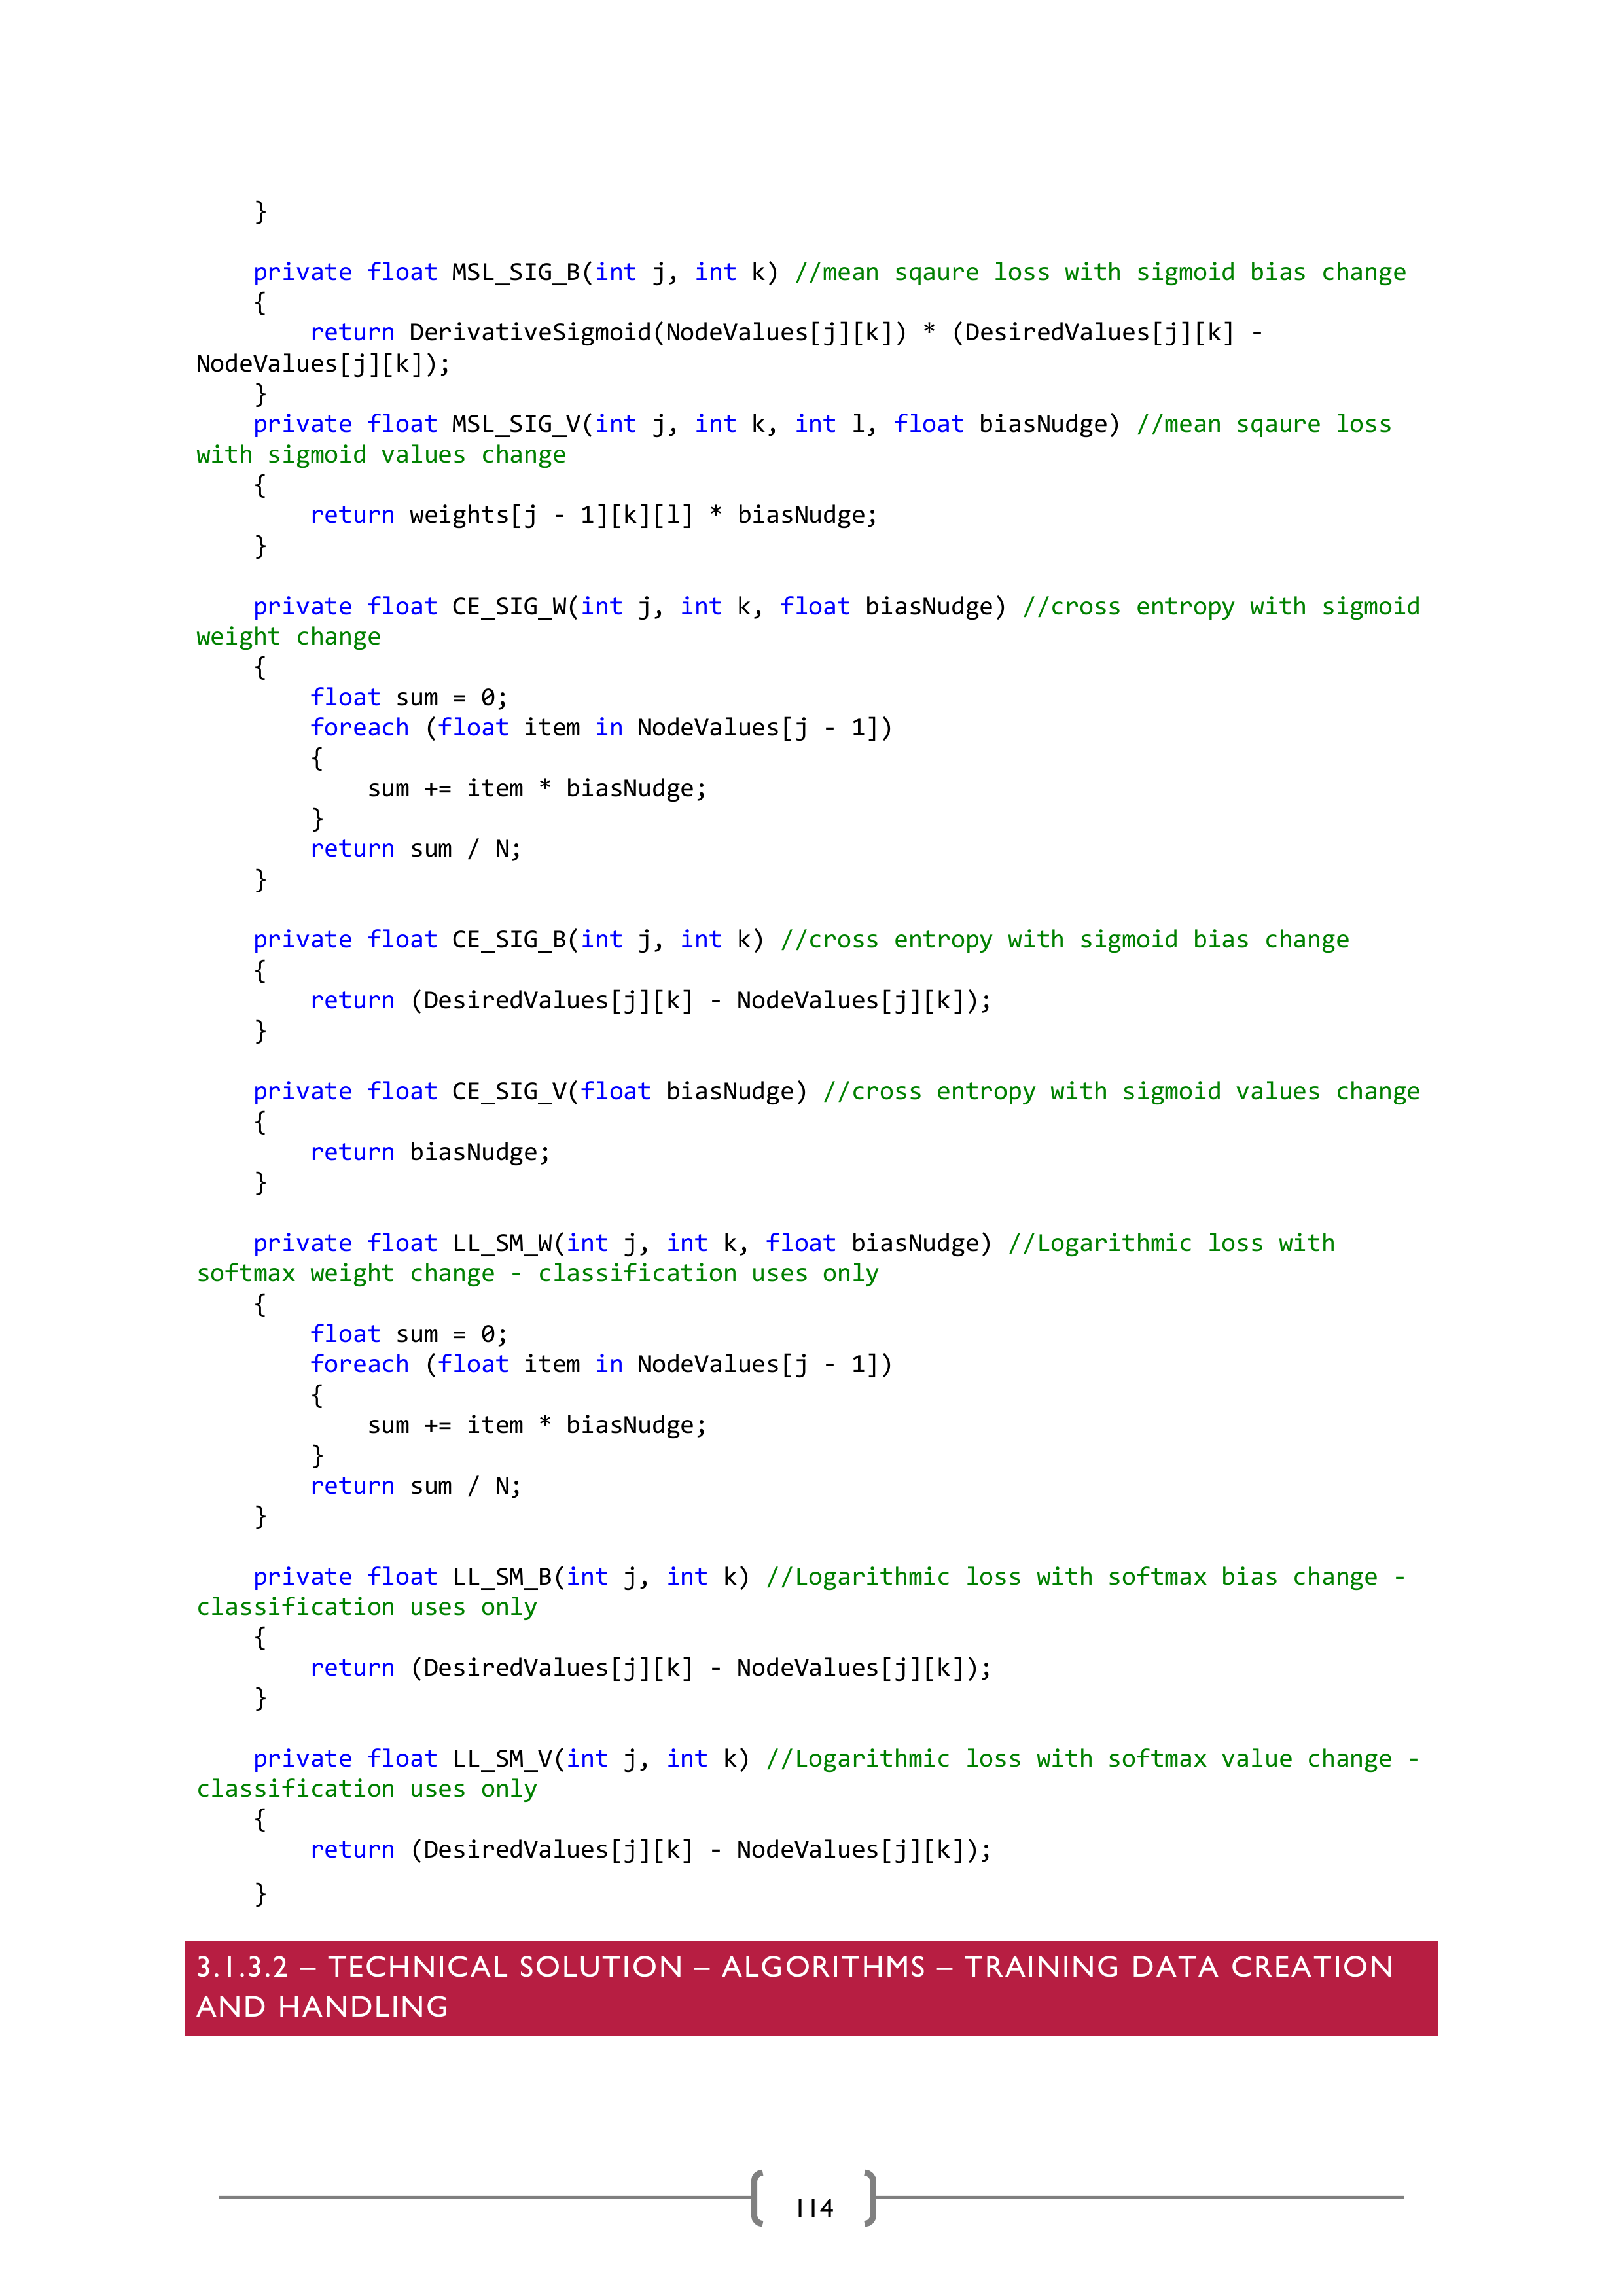 }

    private float MSL_SIG_B(int j, int k) //mean sqaure loss with sigmoid bias change
    {
        return DerivativeSigmoid(NodeValues[j][k]) * (DesiredValues[j][k] -
NodeValues[j][k]);
    }
    private float MSL_SIG_V(int j, int k, int l, float biasNudge) //mean sqaure loss
with sigmoid values change
    {
        return weights[j - 1][k][l] * biasNudge;
    }

    private float CE_SIG_W(int j, int k, float biasNudge) //cross entropy with sigmoid
weight change
    {
        float sum = 0;
        foreach (float item in NodeValues[j - 1])
        {
            sum += item * biasNudge;
        }
        return sum / N;
    }

    private float CE_SIG_B(int j, int k) //cross entropy with sigmoid bias change
    {
        return (DesiredValues[j][k] - NodeValues[j][k]);
    }

    private float CE_SIG_V(float biasNudge) //cross entropy with sigmoid values change
    {
        return biasNudge;
    }

    private float LL_SM_W(int j, int k, float biasNudge) //Logarithmic loss with
softmax weight change - classification uses only
    {
        float sum = 0;
        foreach (float item in NodeValues[j - 1])
        {
            sum += item * biasNudge;
        }
        return sum / N;
    }

    private float LL_SM_B(int j, int k) //Logarithmic loss with softmax bias change -
classification uses only
    {
        return (DesiredValues[j][k] - NodeValues[j][k]);
    }

    private float LL_SM_V(int j, int k) //Logarithmic loss with softmax value change -
classification uses only
    {
        return (DesiredValues[j][k] - NodeValues[j][k]);
    }

3.1.3.2 – TECHNICAL SOLUTION – ALGORITHMS – TRAINING DATA CREATION
AND HANDLING

114